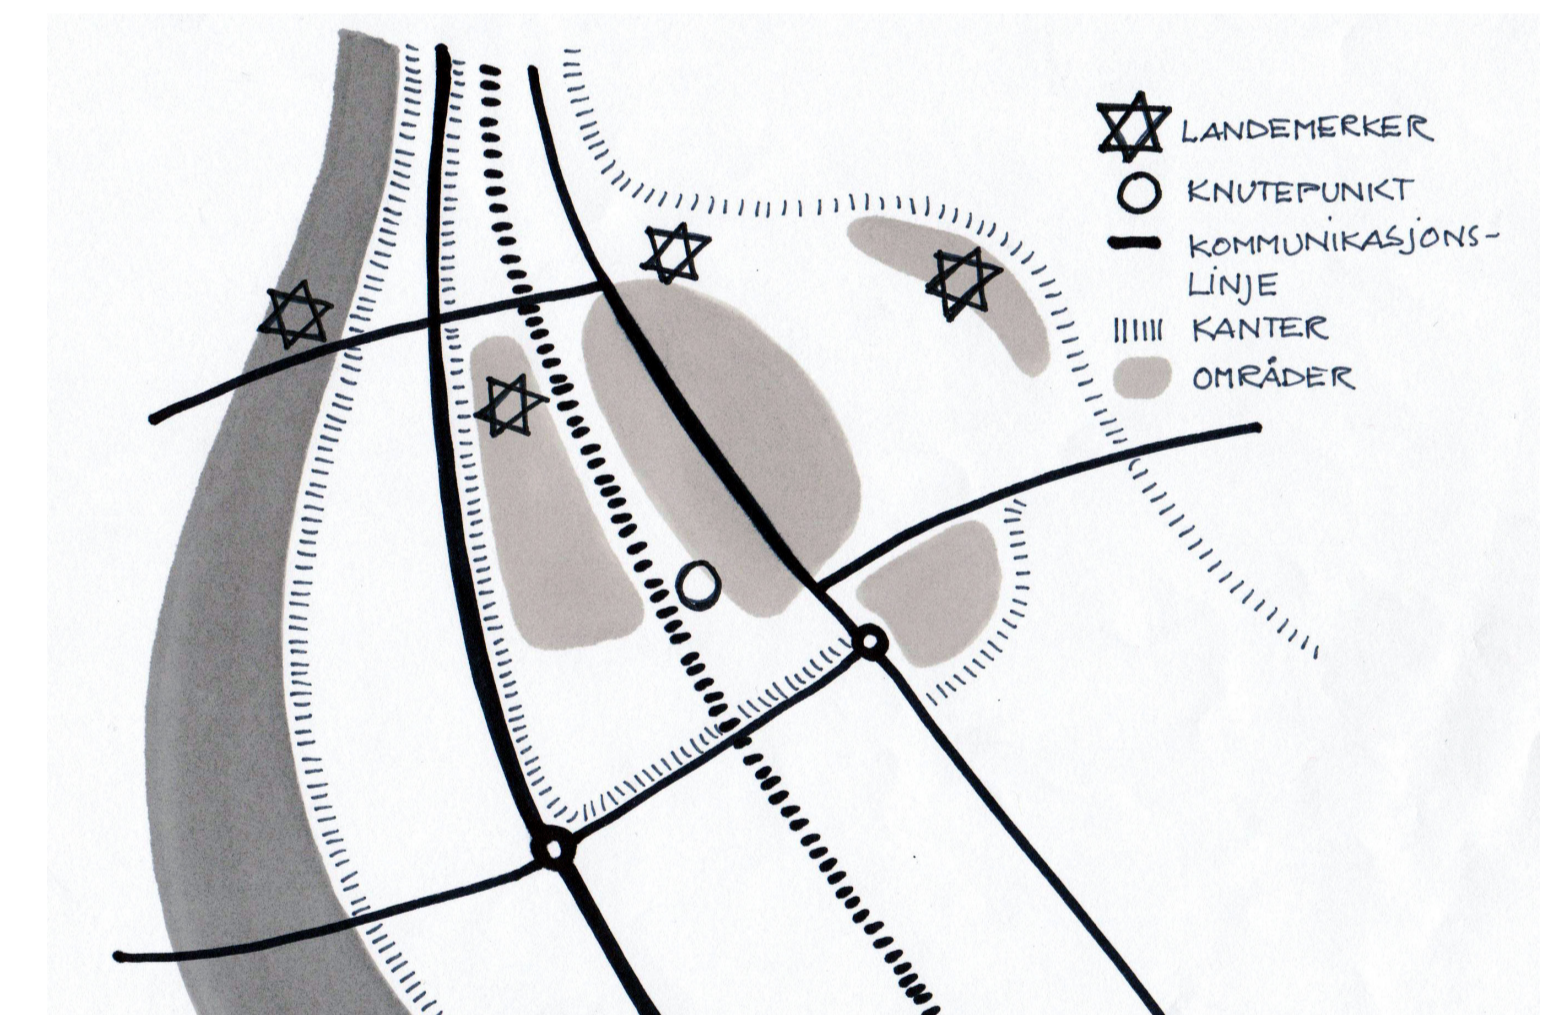 LANDEMERKER
KNUTEPUNKT
KOMMUNIKASJONS-
LINJE
KANTER
OMRÅDER